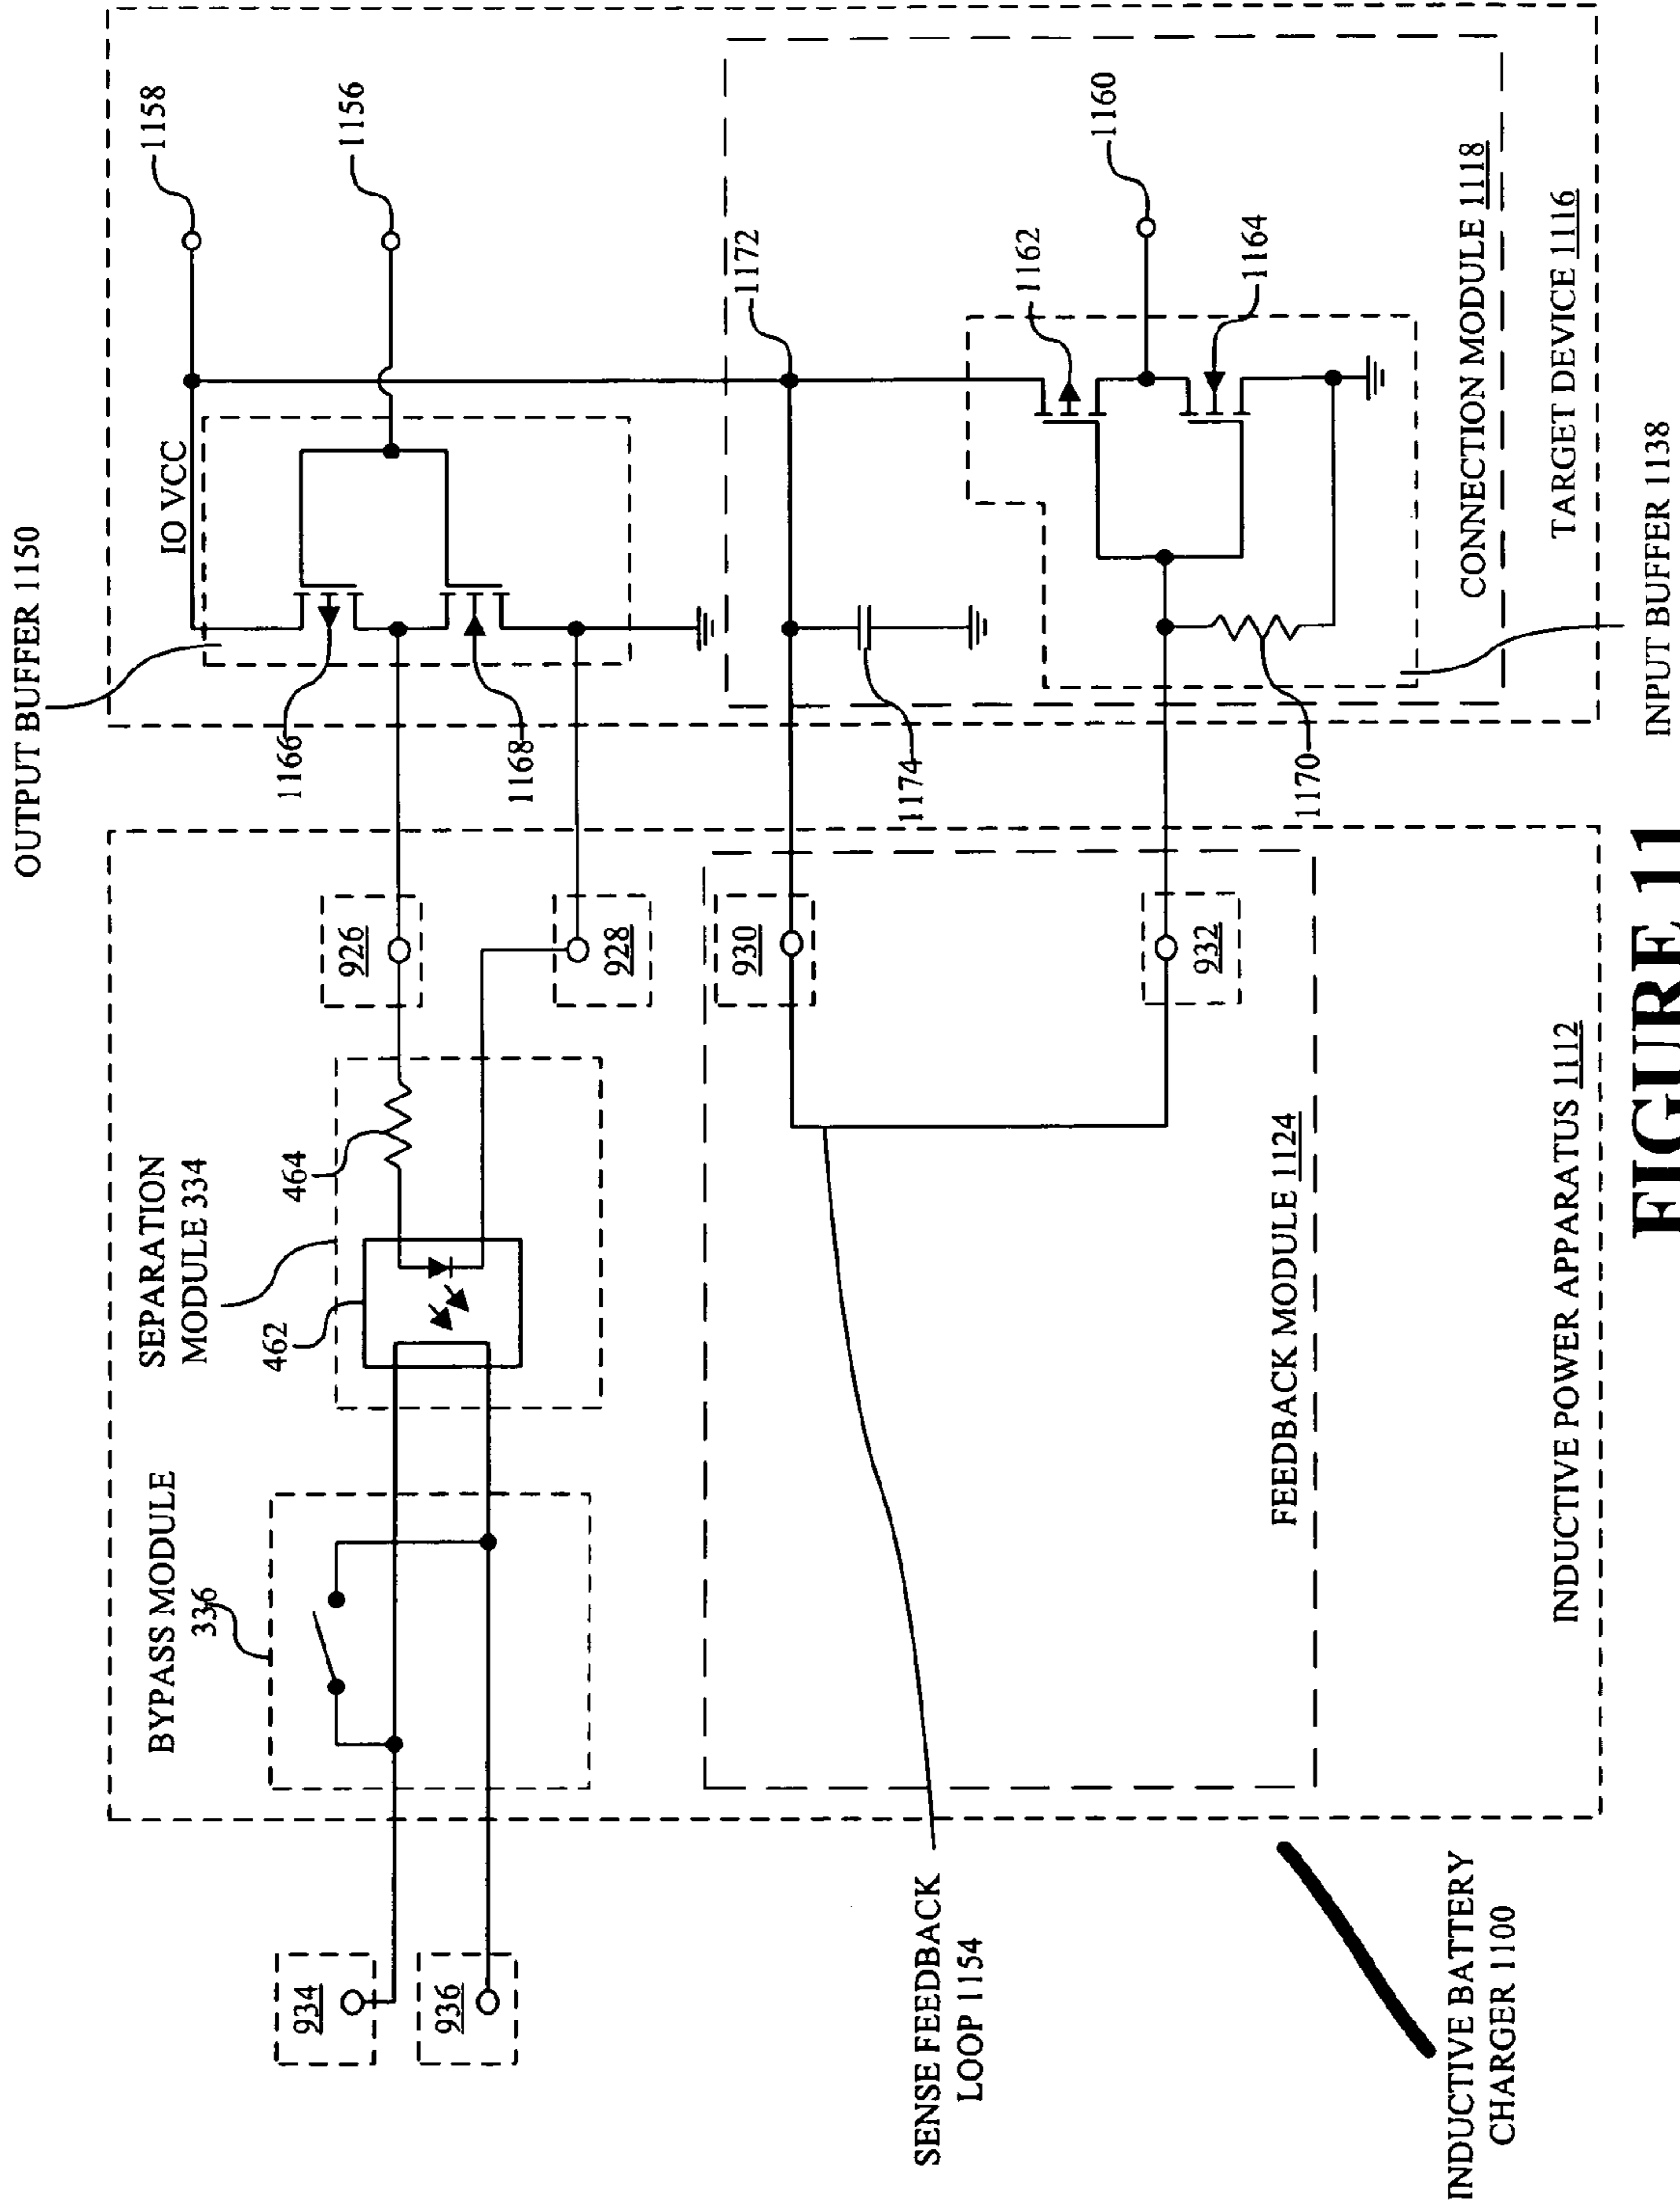 OUTPUT BUFFER 1150
BYPASS MODULE
336
SEPARATION
MODULE 334
IO VCC
1158
462
464
1166
1156
934
926
936
1168
928
930
1172
1174
SENSE FEEDBACK
LOOP 1154
1162
1160
932
1164
1170
FEEDBACK MODULE 1124
CONNECTION MODULE 1118
INDUCTIVE BATTERY
CHARGER 1100
INDUCTIVE POWER APPARATUS 1112
TARGET DEVICE 1116
INPUT BUFFER 1138
FIGURE 11